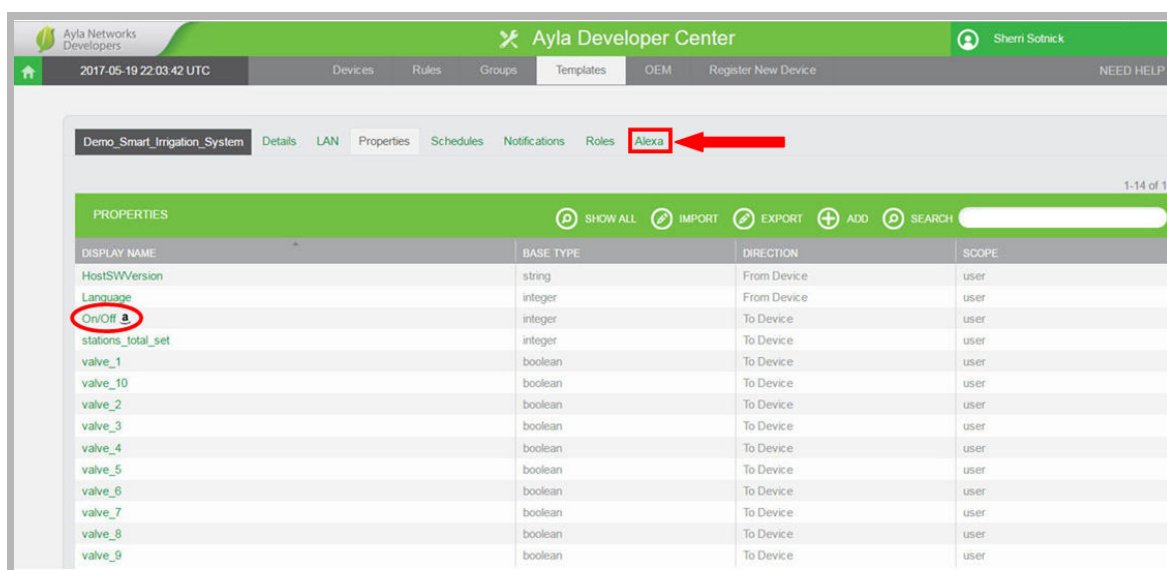 Ayla Networks
Developers
Ayla Developer Center
Sherri Sotnick
2017-05-19 22:03:42 UTC Devices Rules Groups Templates OEM Register New Device NEED HELP
Demo_Smart_Irrigation_System Details LAN Properties Schedules Notifications Roles Alexa
1-14 of 1
PROPERTIES SHOW ALL IMPORT EXPORT ADD SEARCH
DISPLAY NAME BASE TYPE DIRECTION SCOPE
HostSWVersion string From Device user
Language integer From Device user
On/Off a integer To Device user
stations_total_set integer To Device user
valve_1 boolean To Device user
valve_10 boolean To Device user
valve_2 boolean To Device user
valve_3 boolean To Device user
valve_4 boolean To Device user
valve_5 boolean To Device user
valve_6 boolean To Device user
valve_7 boolean To Device user
valve_8 boolean To Device user
valve_9 boolean To Device user